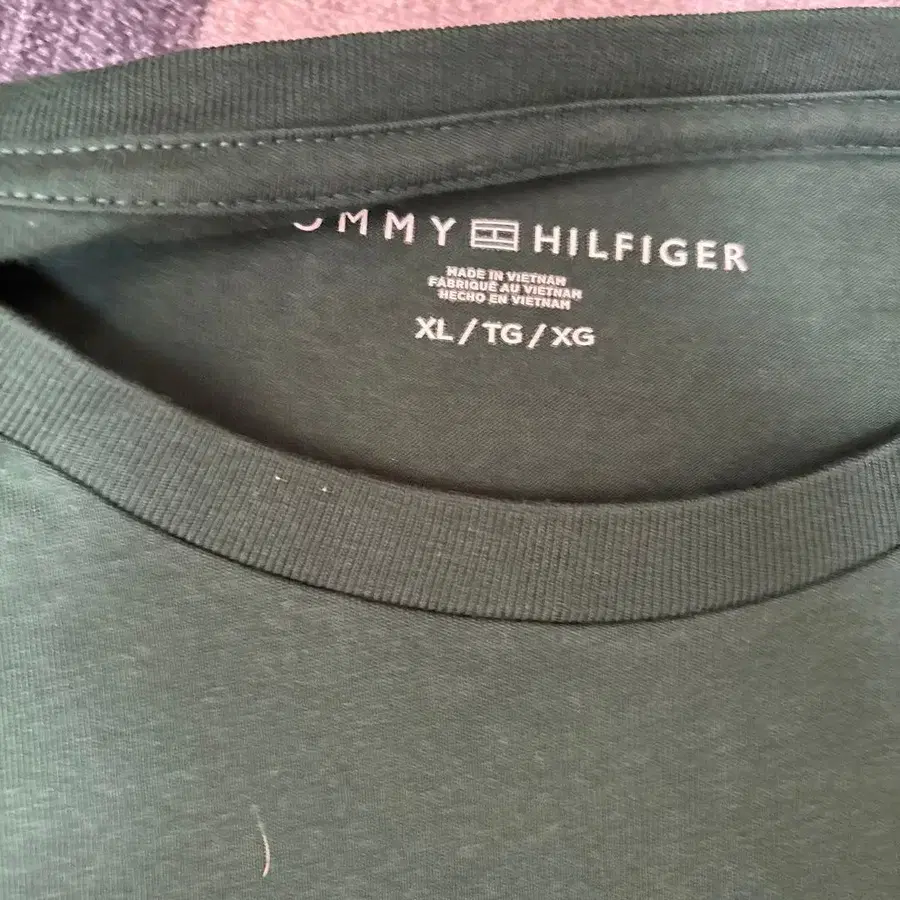 OMMY HILFIGER
MADE IN VIETNAM
FABRIQUÉ AU VIETNAM
HECHO EN VIETNAM
XL / TG / XG